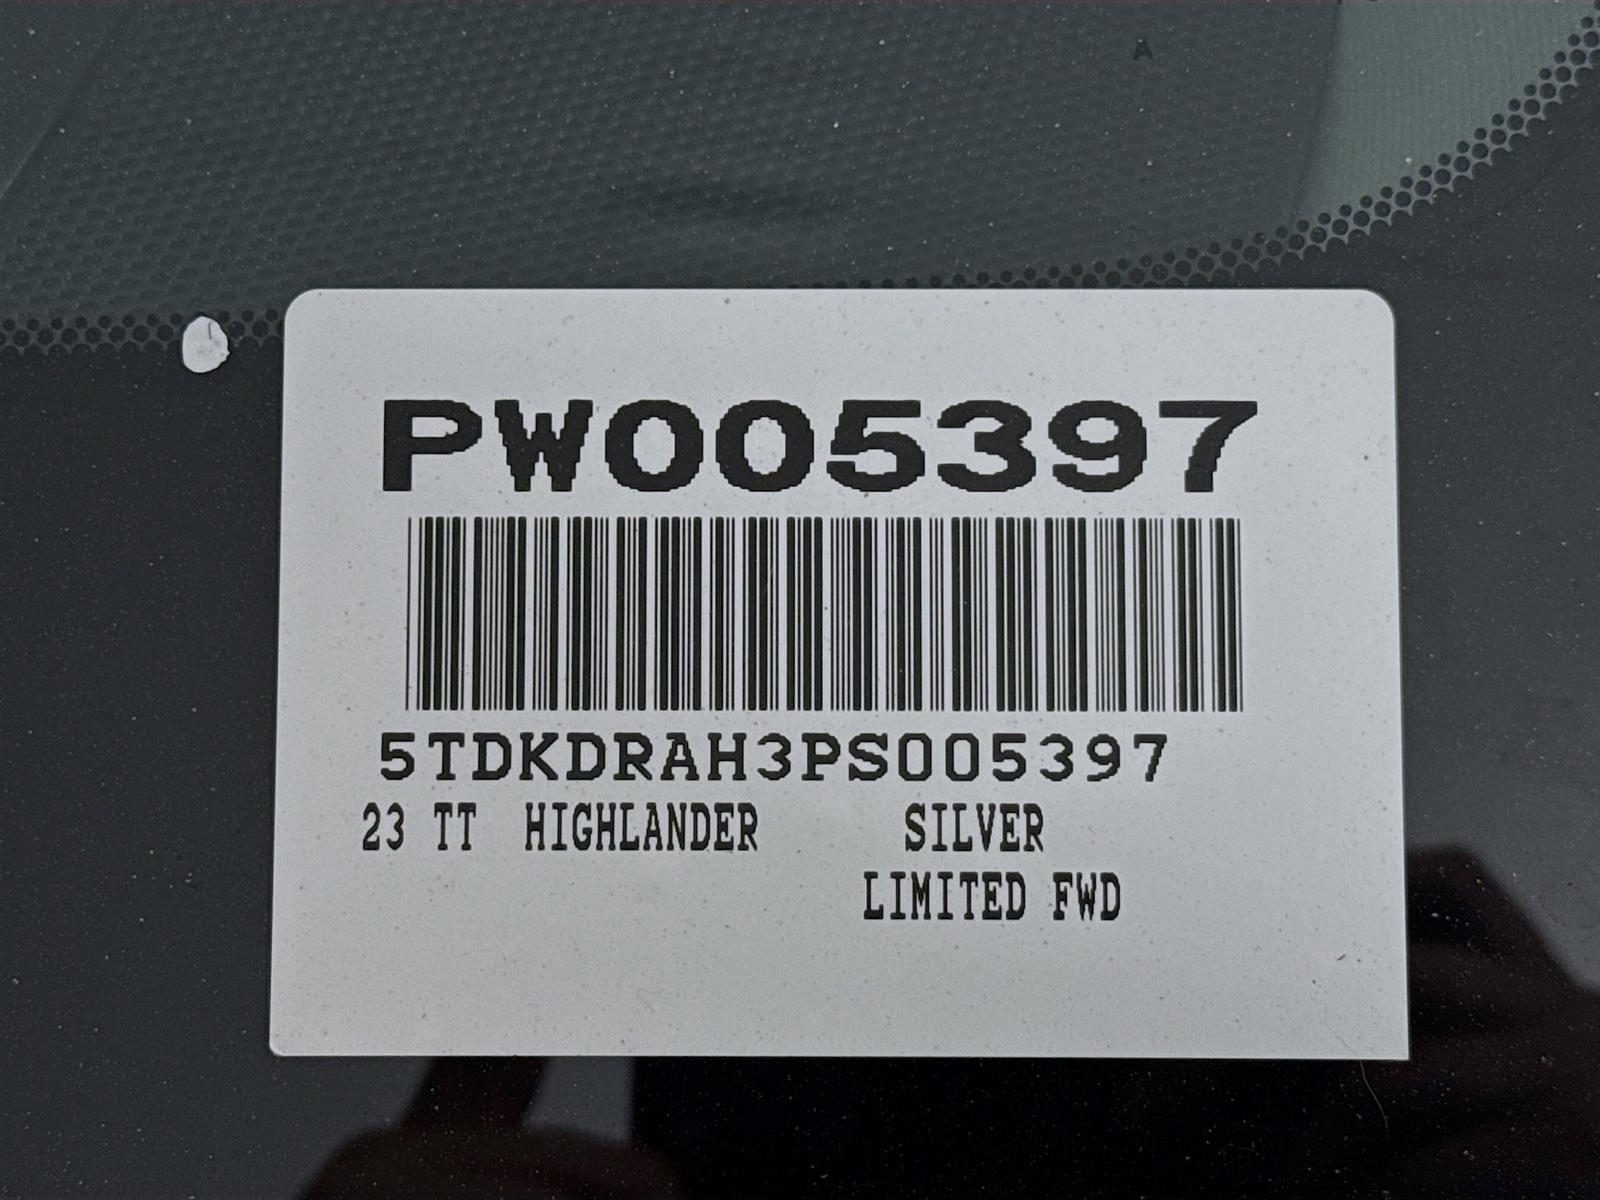 A
PW005397
5TDKDRAH3PS005397
23 TT HIGHLANDER SILVER
LIMITED FWD